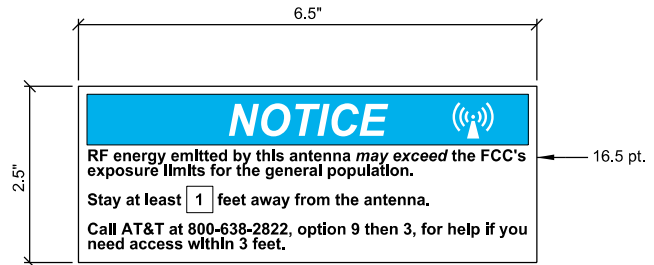 6.5"
2.5"
NOTICE
RF energy emitted by this antenna may exceed the FCC's
exposure limits for the general population.
16.5 pt.
Stay at least 1 feet away from the antenna.
Call AT&T at 800-638-2822, option 9 then 3, for help if you
need access within 3 feet.